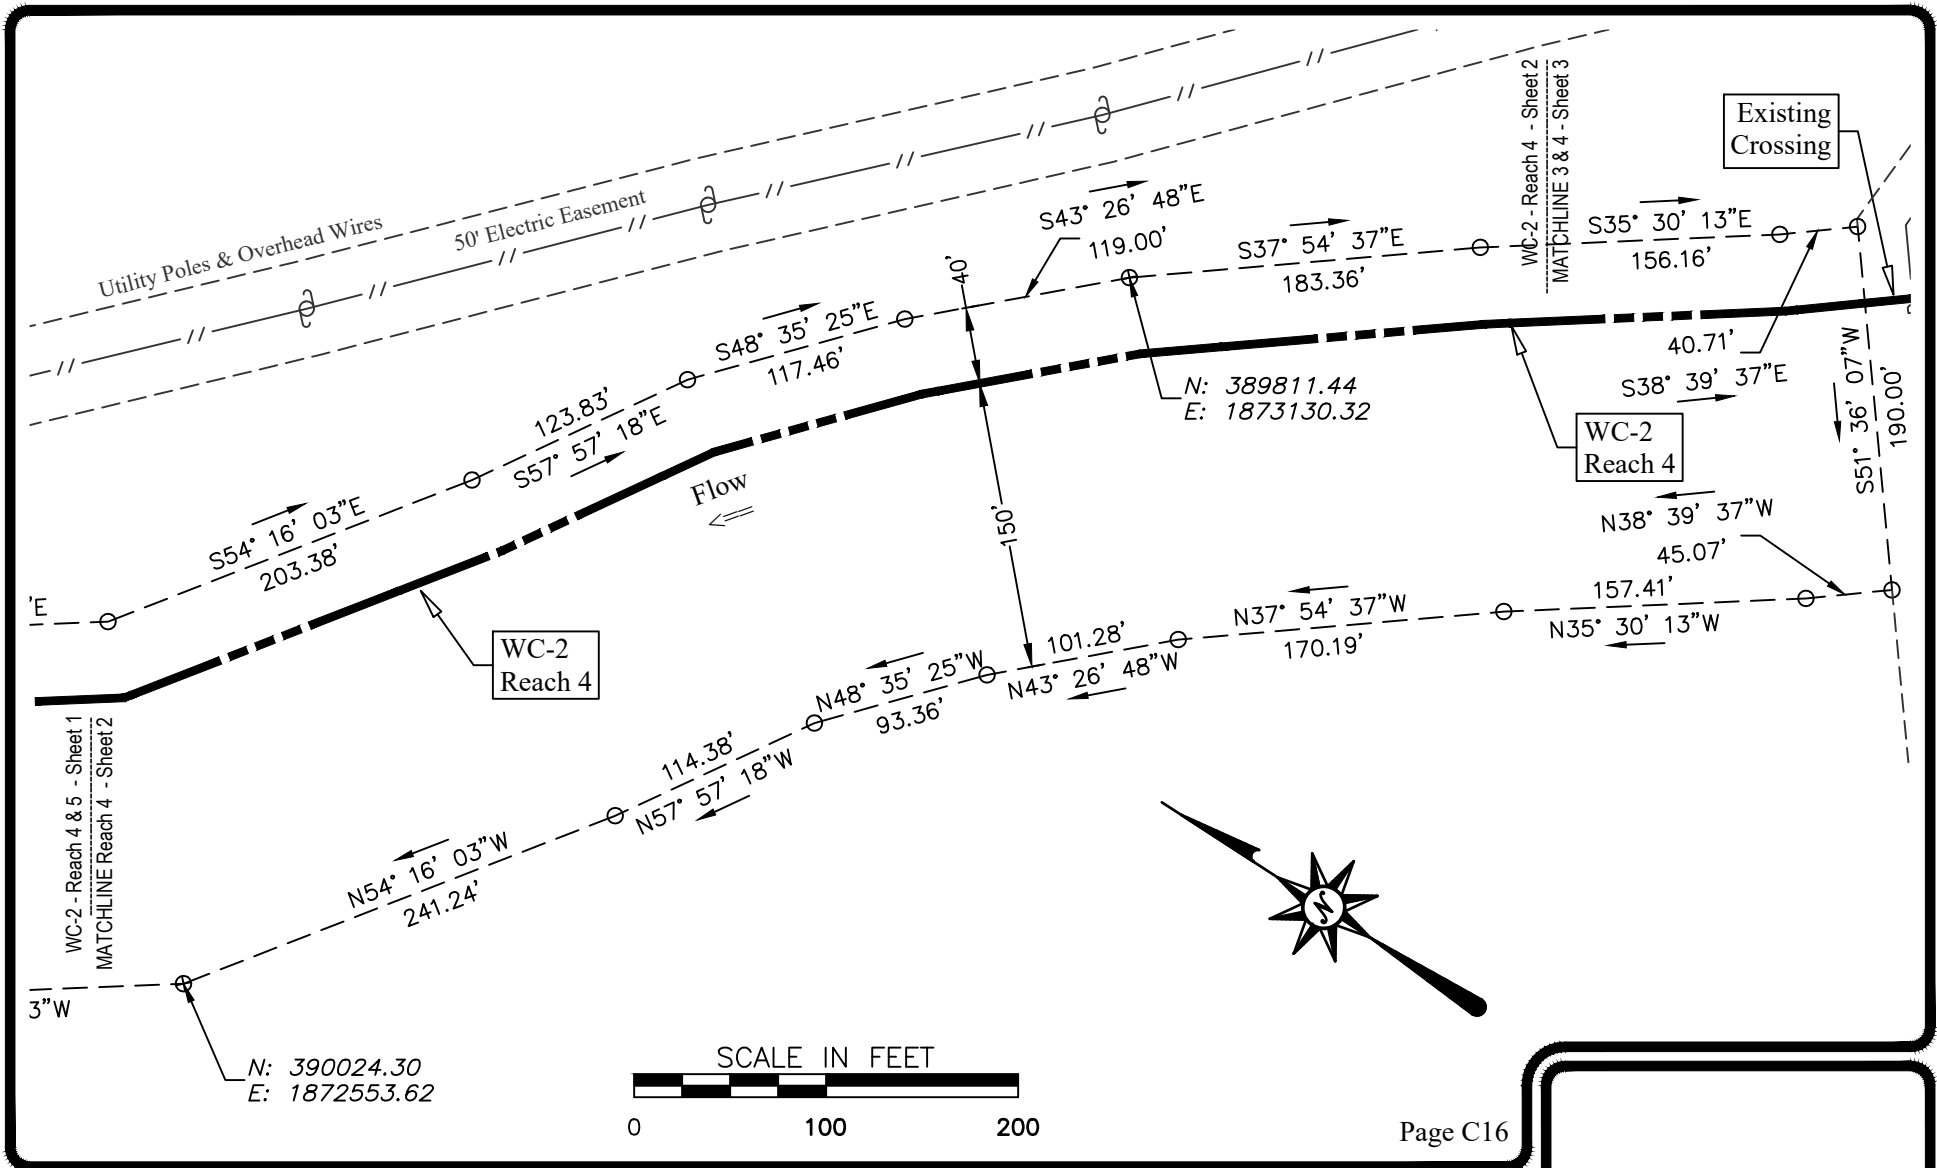 Utility Poles & Overhead Wires
50' Electric Easement
WC-2 - Reach 4 - Sheet 2
MATCHLINE 3 & 4 - Sheet 3
Existing
Crossing
S43° 26' 48"E
119.00'
S37° 54' 37"E
183.36'
S35° 30' 13"E
156.16'
40'
S48° 35' 25"E
117.46'
N: 389811.44
E: 1873130.32
40.71'
S38° 39' 37"E
S51° 36' 07"W
190.00'
123.83'
S57° 57' 18"E
WC-2
Reach 4
Flow
150'
S54° 16' 03"E
203.38'
N38° 39' 37"W
45.07'
'E
157.41'
N35° 30' 13"W
N37° 54' 37"W
170.19'
101.28'
N43° 26' 48"W
WC-2
Reach 4
N48° 35' 25"W
93.36'
WC-2 - Reach 4 & 5 - Sheet 1
MATCHLINE Reach 4 - Sheet 2
114.38'
N57° 57' 18"W
N54° 16' 03"W
241.24'
3"W
N
N: 390024.30
E: 1872553.62
SCALE IN FEET
0 100 200
Page C16